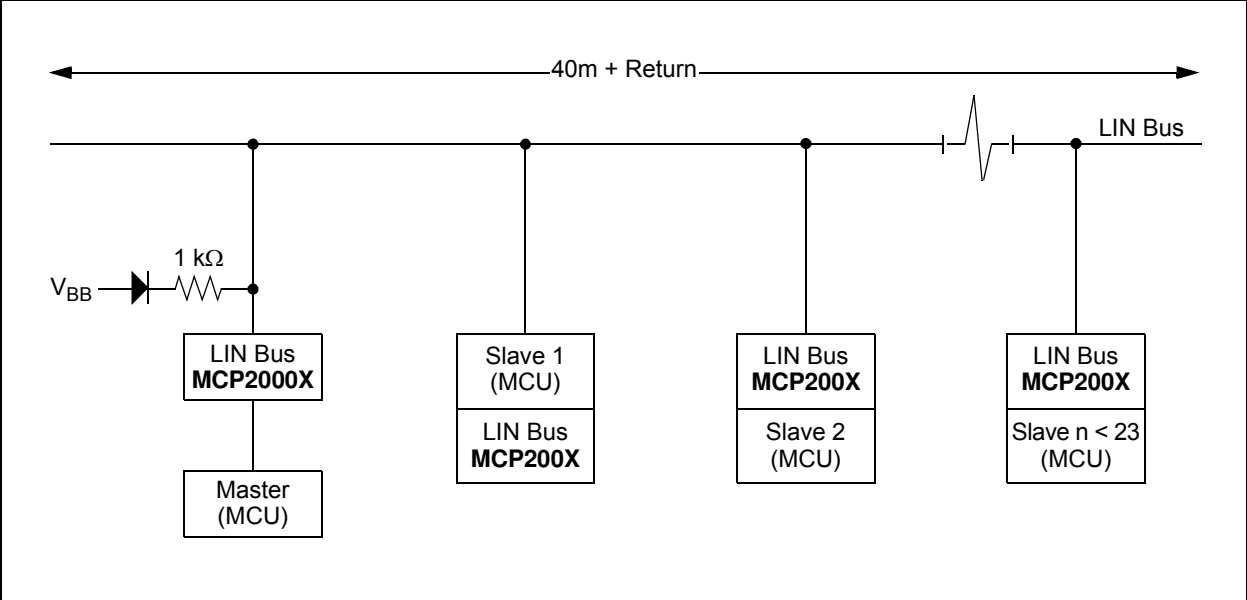 40m + Return
LIN Bus
1 kΩ
VBB
LIN Bus
MCP2000X
Master
(MCU)
Slave 1
(MCU)
LIN Bus
MCP200X
LIN Bus
MCP200X
Slave 2
(MCU)
LIN Bus
MCP200X
Slave n < 23
(MCU)